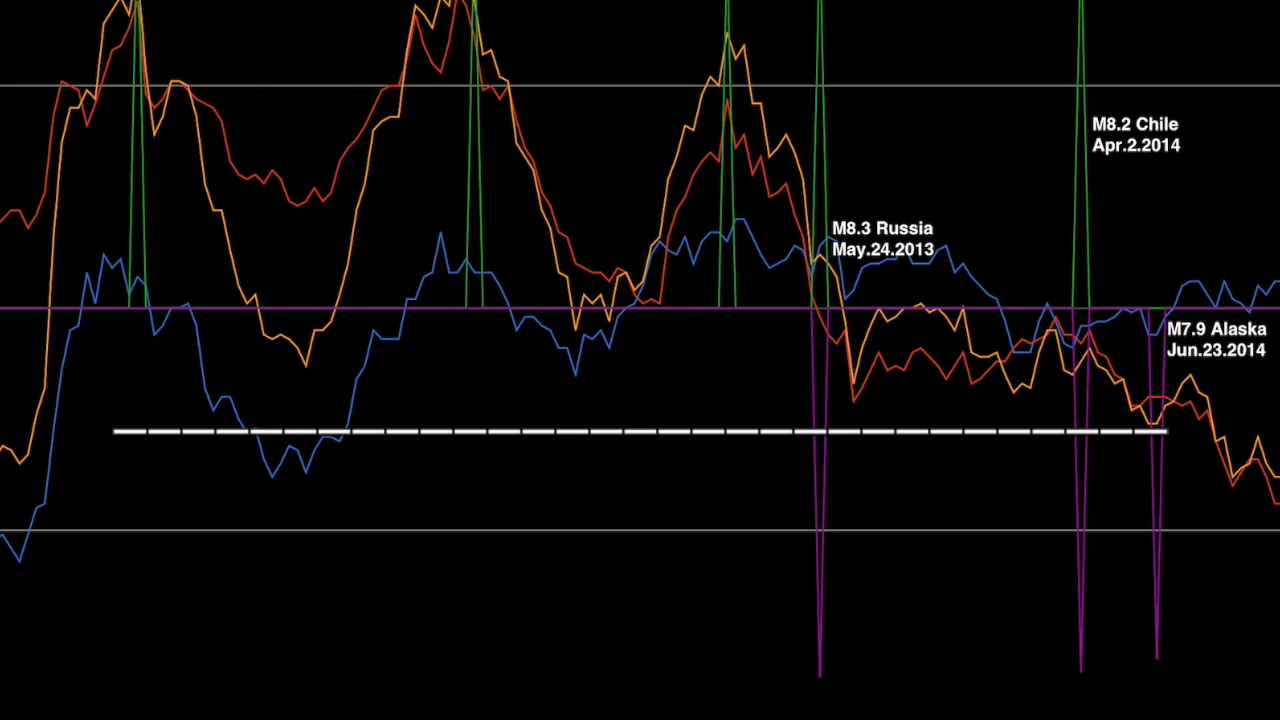 M8.2 Chile
Apr.2.2014
M8.3 Russia
May.24.2013
M7.9 Alaska
Jun.23.2014